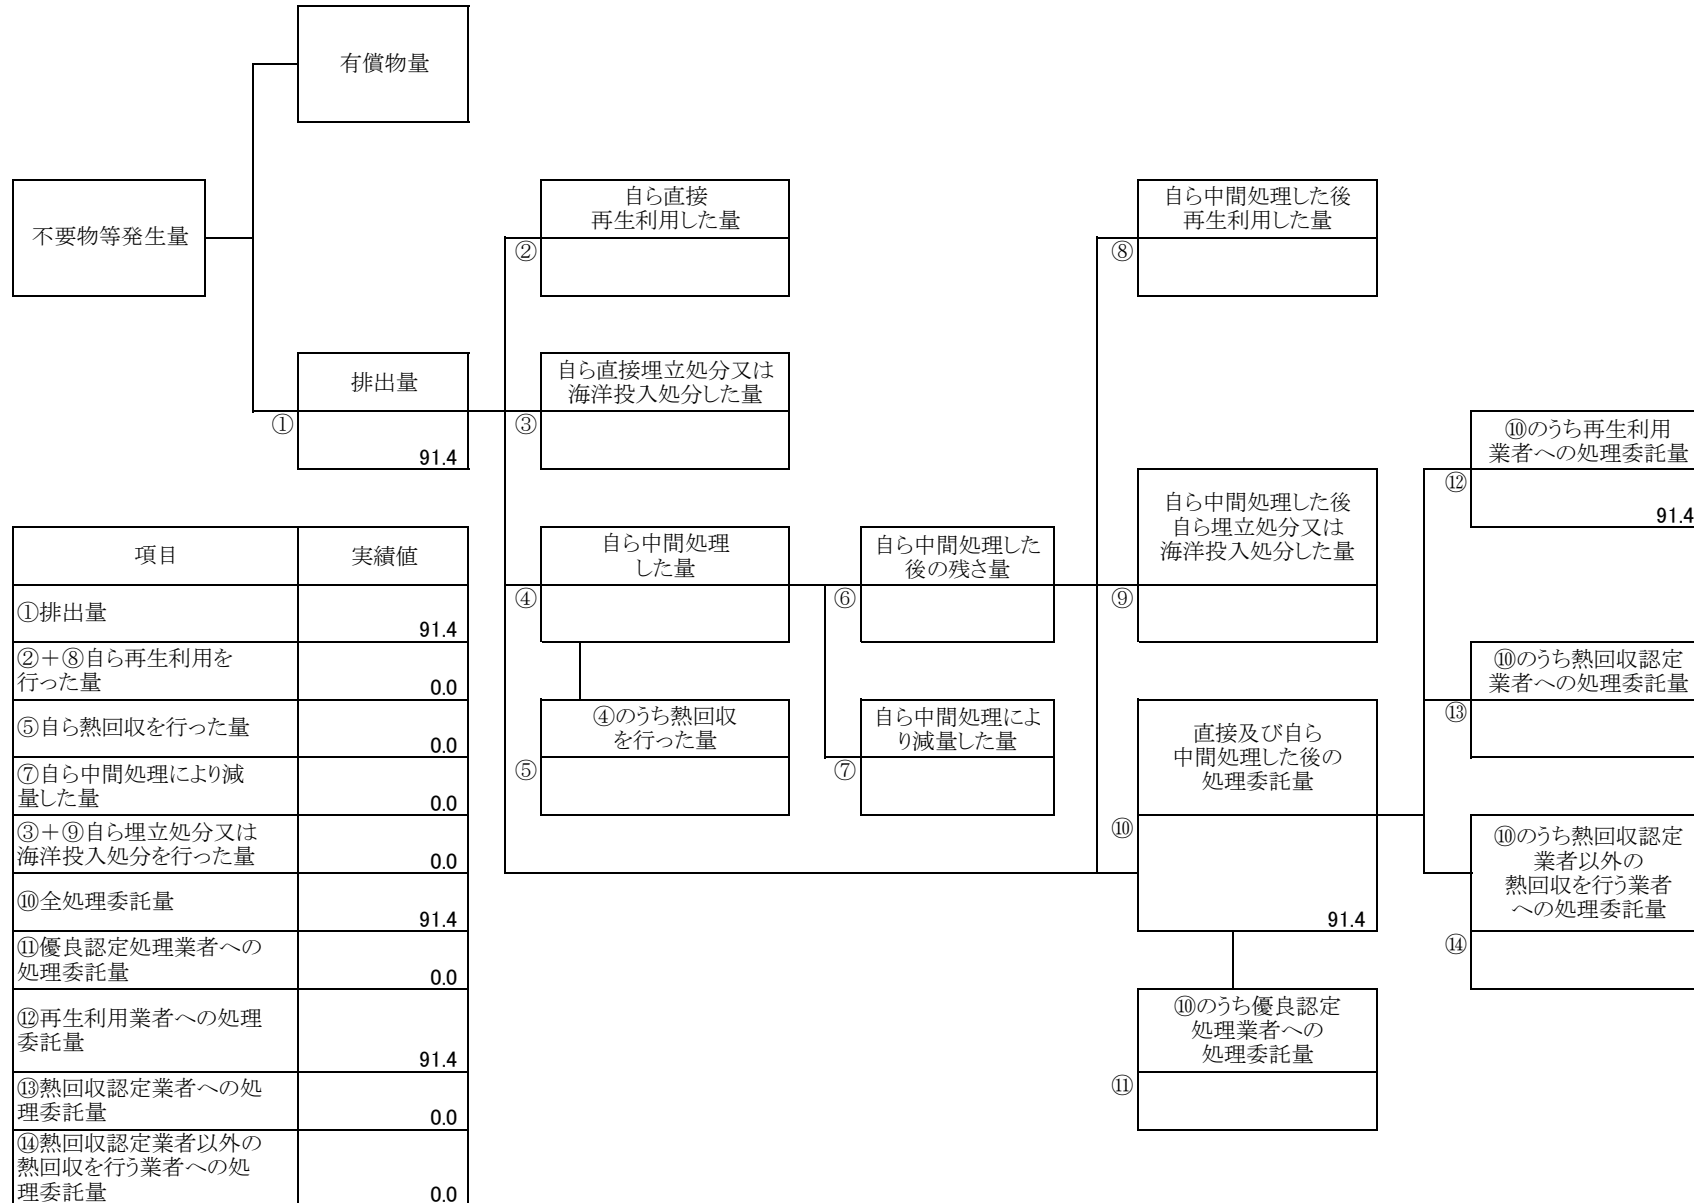 有償物量
不要物等発生量
自ら直接
再生利用した量
②
自ら中間処理した後
再生利用した量
⑧
排出量
①
91.4
自ら直接埋立処分又は
海洋投入処分した量
③
⑩のうち再生利用
業者への処理委託量
⑫
91.4
自ら中間処理した後
自ら埋立処分又は
海洋投入処分した量
⑨
自ら中間処理
した量
④
自ら中間処理した
後の残さ量
⑥
⑩のうち熱回収認定
業者への処理委託量
⑬
④のうち熱回収
を行った量
⑤
自ら中間処理によ
り減量した量
⑦
直接及び自ら
中間処理した後の
処理委託量
⑩
91.4
⑩のうち熱回収認定
業者以外の
熱回収を行う業者
への処理委託量
⑭
⑩のうち優良認定
処理業者への
処理委託量
⑪
項目
実績値
①排出量
91.4
②+⑧自ら再生利用を
行った量
0.0
⑤自ら熱回収を行った量
0.0
⑦自ら中間処理により減
量した量
0.0
③+⑨自ら埋立処分又は
海洋投入処分を行った量
0.0
⑩全処理委託量
91.4
⑪優良認定処理業者への
処理委託量
0.0
⑫再生利用業者への処理
委託量
91.4
⑬熱回収認定業者への処
理委託量
0.0
⑭熱回収認定業者以外の
熱回収を行う業者への処
理委託量
0.0